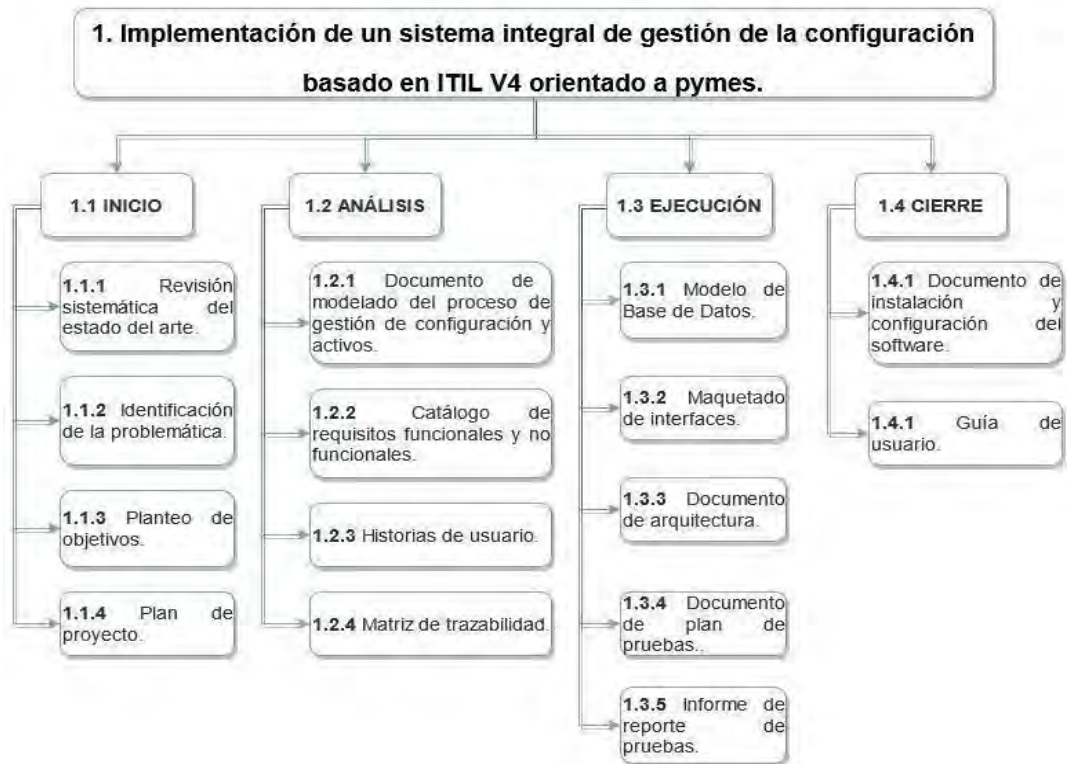 1. Implementación de un sistema integral de gestión de la configuración
basado en ITIL V4 orientado a pymes.
1.1 INICIO
1.1.1 Revisión
sistemática del
estado del arte.
1.1.2 Identificación
de la problemática.
1.1.3 Planteo de
objetivos.
1.1.4 Plan de
proyecto.
1.2 ANÁLISIS
1.2.1 Documento de
modelado del proceso de
gestión de configuración y
activos.
1.2.2 Catálogo de
requisitos funcionales y no
funcionales.
1.2.3 Historias de usuario.
1.2.4 Matriz de trazabilidad.
1.3 EJECUCIÓN
1.3.1 Modelo de
Base de Datos.
1.3.2 Maquetado
de interfaces.
1.3.3 Documento
de arquitectura.
1.3.4 Documento
de plan de
pruebas..
1.3.5 Informe de
reporte de
pruebas.
1.4 CIERRE
1.4.1 Documento de
instalación y
configuración del
software.
1.4.1 Guía de
usuario.